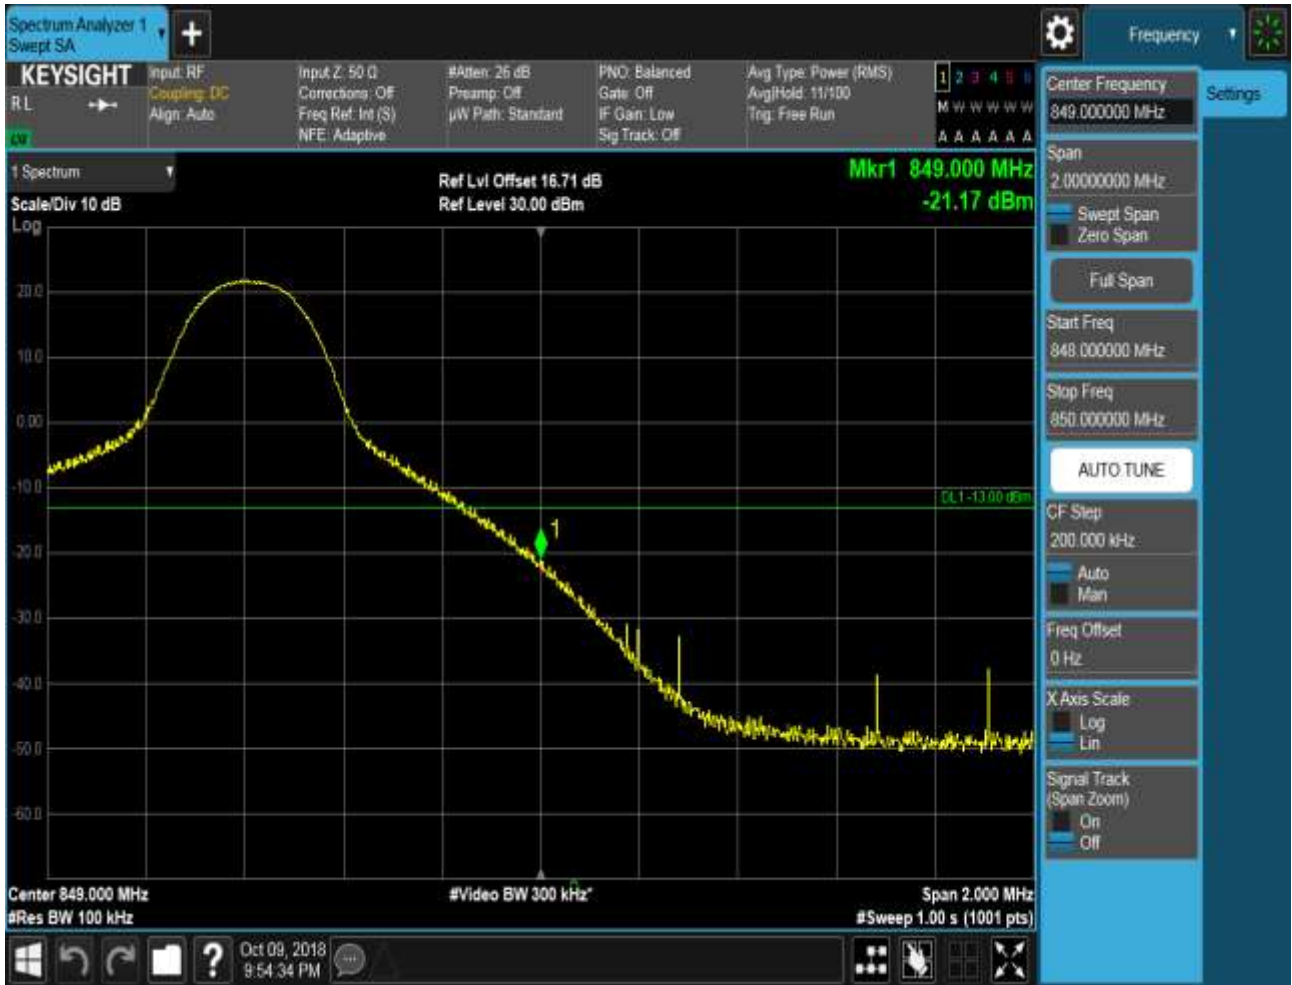 Spectrum Analyzer 1
Swept SA
+
Frequency
KEYSIGHT
R L
Input: RF
Coupling: DC
Align: Auto
Input Z: 50 Ω
Corrections: Off
Freq Ref: Int (S)
NFE: Adaptive
#Atten: 26 dB
Preamp: Off
µW Path: Standard
PNO: Balanced
Gate: Off
IF Gain: Low
Sig Track: Off
Avg Type: Power (RMS)
Avg|Hold: 11/100
Trig: Free Run
1 2 3 4 5 6
M W W W W W
A A A A A A
1 Spectrum
Scale/Div 10 dB
Log
Ref Lvl Offset 16.71 dB
Ref Level 30.00 dBm
Mkr1 849.000 MHz
-21.17 dBm
20.0
10.0
0.00
-10.0
-20.0
-30.0
-40.0
-50.0
-60.0
DL1 -13.00 dBm
1
Center 849.000 MHz
#Res BW 100 kHz
#Video BW 300 kHz*
Span 2.000 MHz
#Sweep 1.00 s (1001 pts)
Center Frequency
849.000000 MHz
Settings
Span
2.00000000 MHz
Swept Span
Zero Span
Full Span
Start Freq
848.000000 MHz
Stop Freq
850.000000 MHz
AUTO TUNE
CF Step
200.000 kHz
Auto
Man
Freq Offset
0 Hz
X Axis Scale
Log
Lin
Signal Track
(Span Zoom)
On
Off
?
Oct 09, 2018
9:54:34 PM